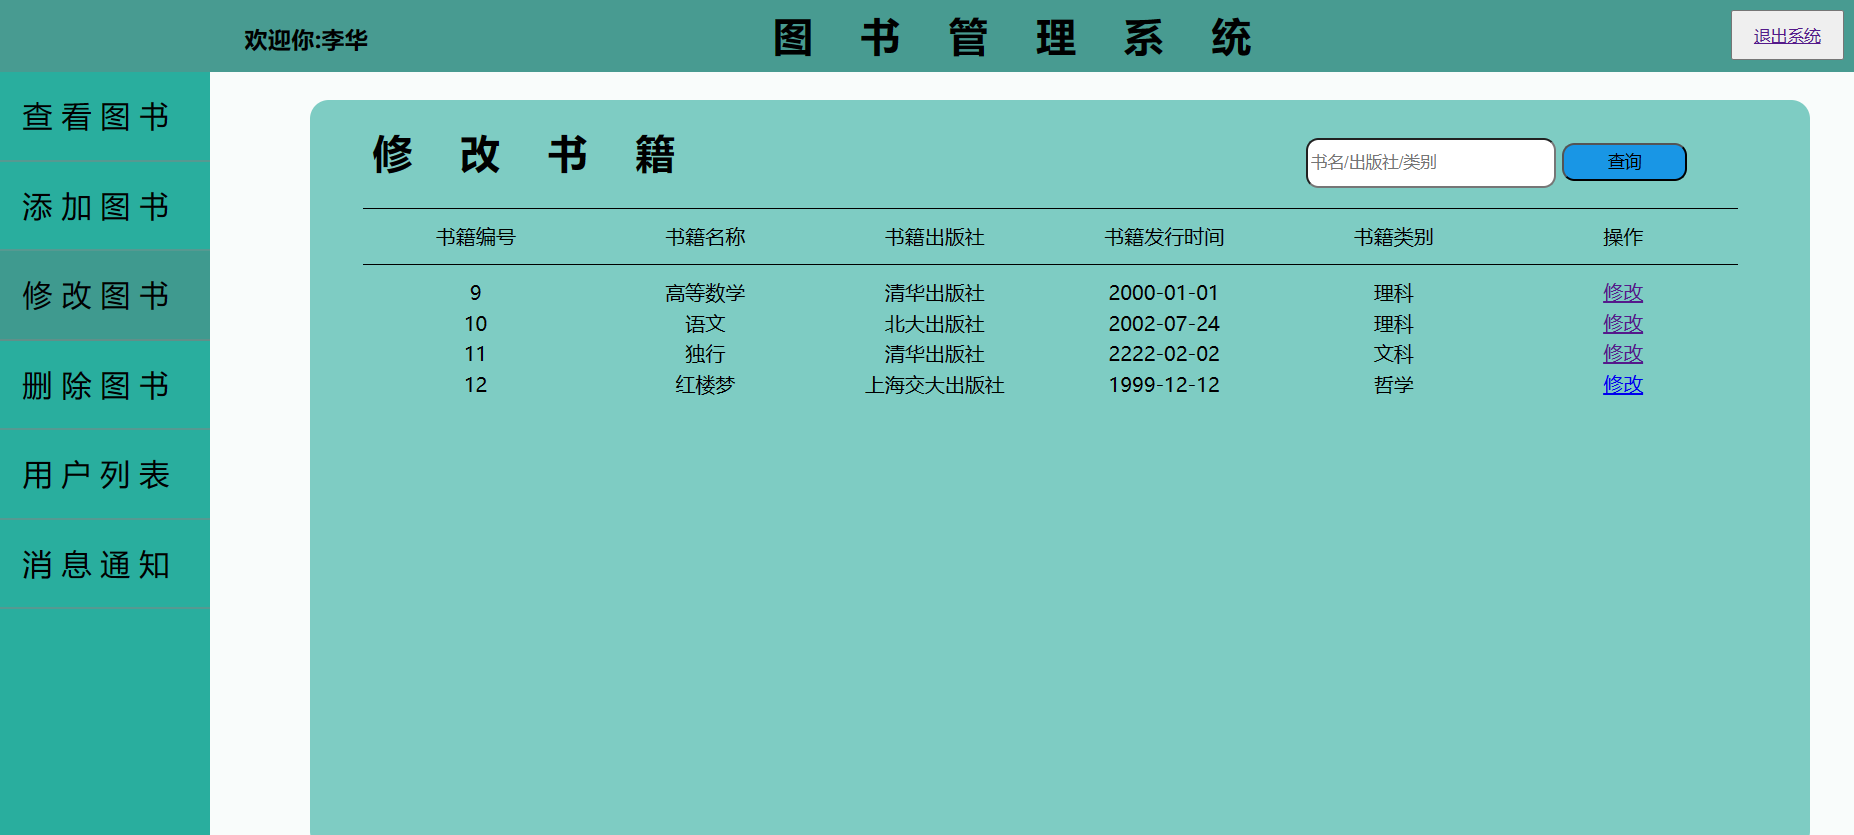 欢迎你:李华
图 书 管 理 系 统
退出系统
查看图书
添加图书
修改图书
删除图书
用户列表
消息通知
修 改 书 籍
书名/出版社/类别 查询
书籍编号 书籍名称 书籍出版社 书籍发行时间 书籍类别 操作
9 高等数学 清华出版社 2000-01-01 理科 修改
10 语文 北大出版社 2002-07-24 理科 修改
11 独行 清华出版社 2222-02-02 文科 修改
12 红楼梦 上海交大出版社 1999-12-12 哲学 修改